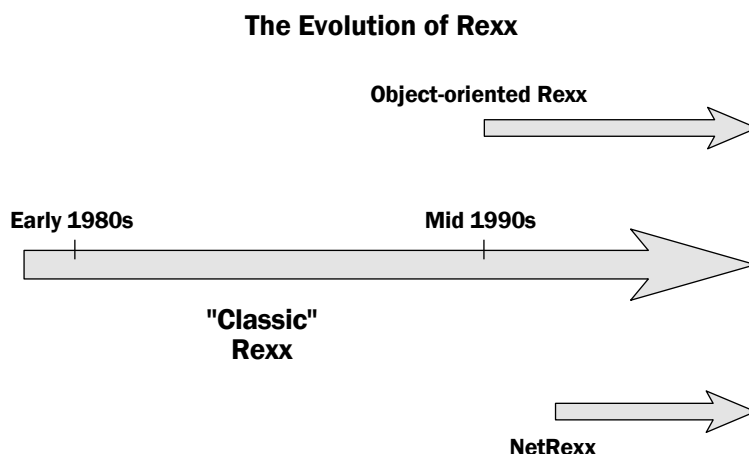 The Evolution of Rexx
Object-oriented Rexx
Early 1980s
Mid 1990s
"Classic"
Rexx
NetRexx